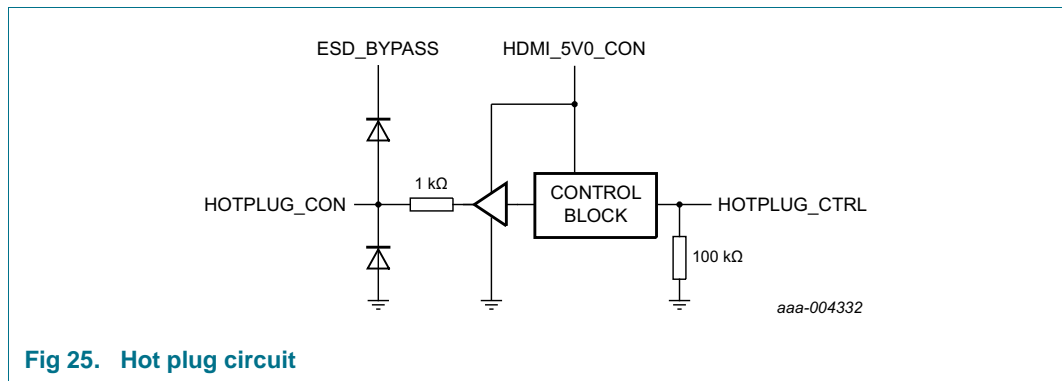 ESD_BYPASS
HDMI_5V0_CON
1 kΩ
HOTPLUG_CON
CONTROL
BLOCK
HOTPLUG_CTRL
100 kΩ
aaa-004332
Fig 25. Hot plug circuit